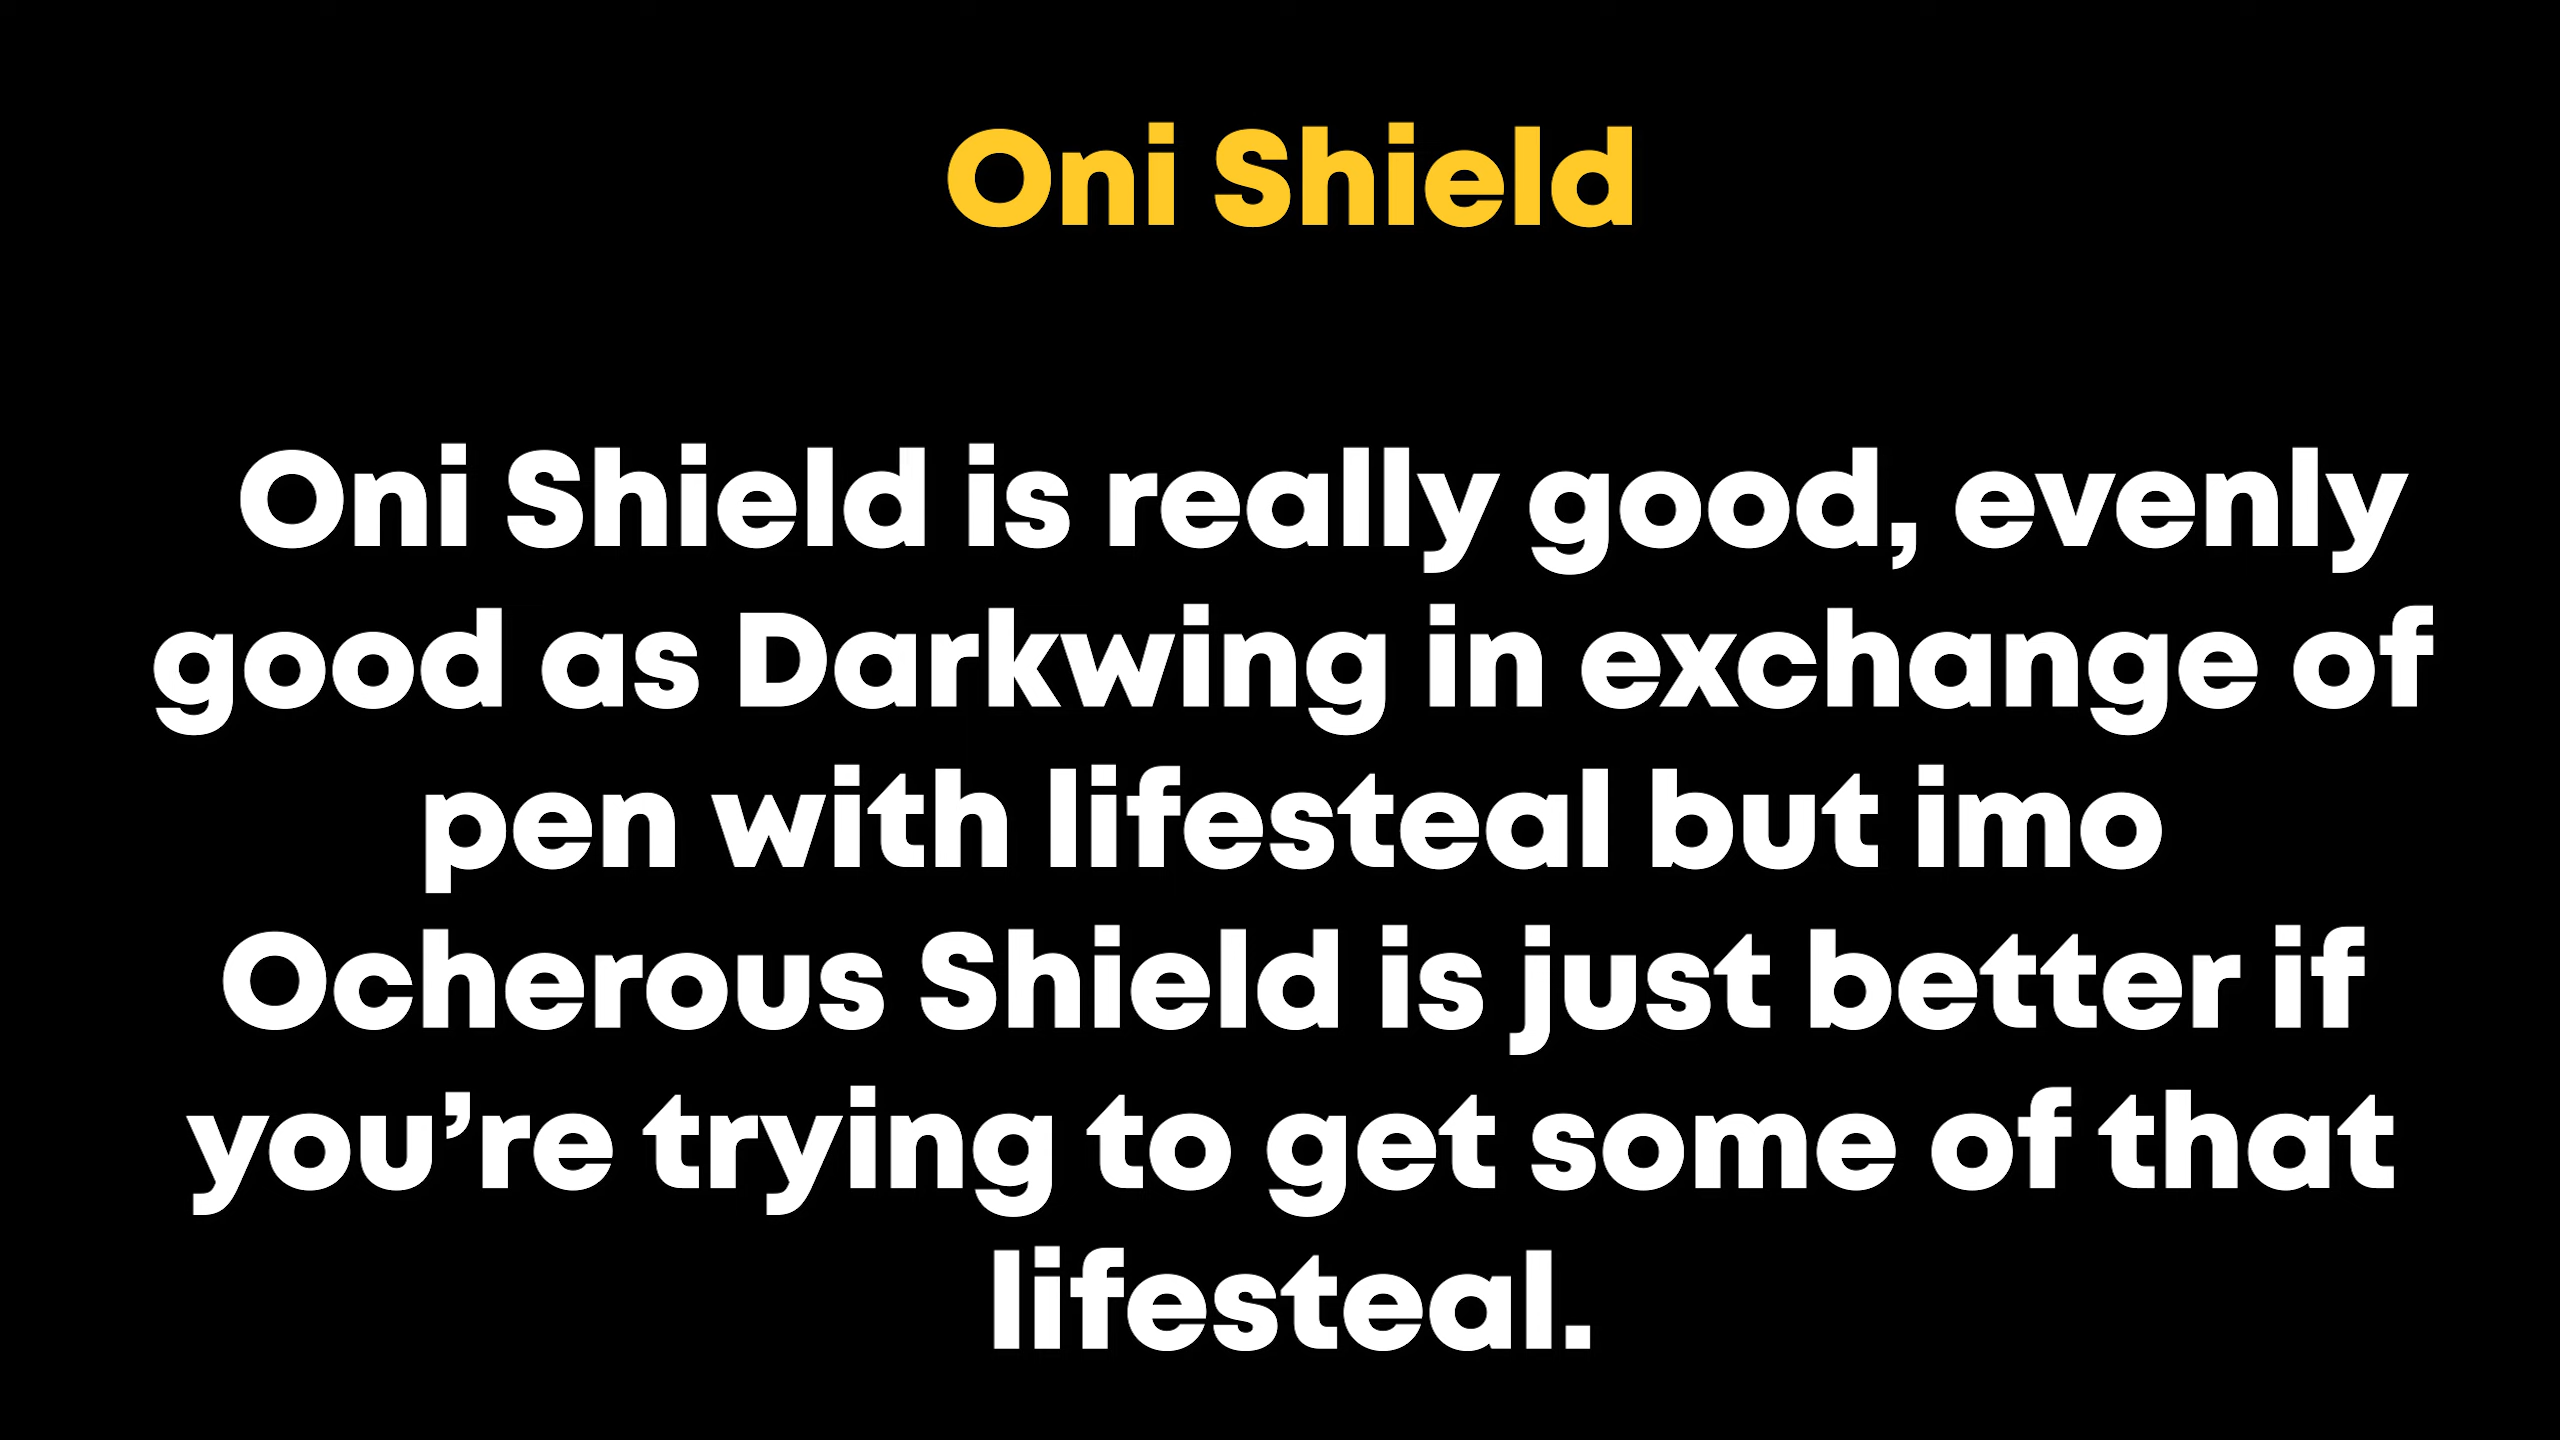 Oni Shield
Oni Shield is really good, evenly
good as Darkwing in exchange of
pen with lifesteal but imo
Ocherous Shield is just better if
you’re trying to get some of that
lifesteal.